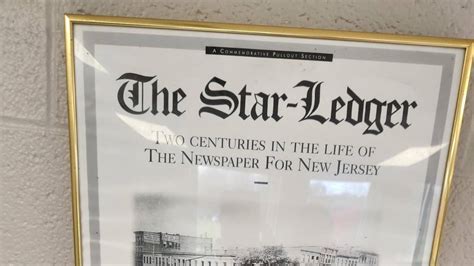 A Commemorative Pullout Section
The Star-Ledger
Two centuries in the life of
The Newspaper For New Jersey